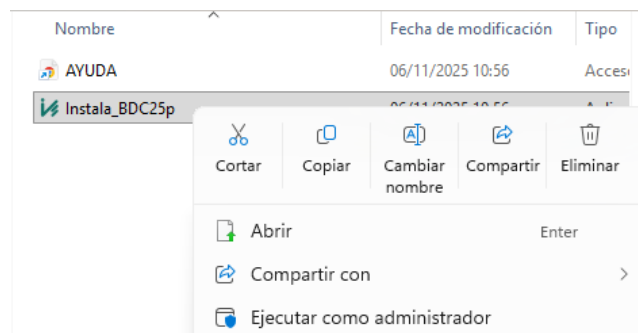 Nombre Fecha de modificación Tipo
AYUDA 06/11/2025 10:56
Instala_BDC25p
Cortar Copiar Cambiar nombre Compartir Eliminar
Abrir Enter
Compartir con
Ejecutar como administrador